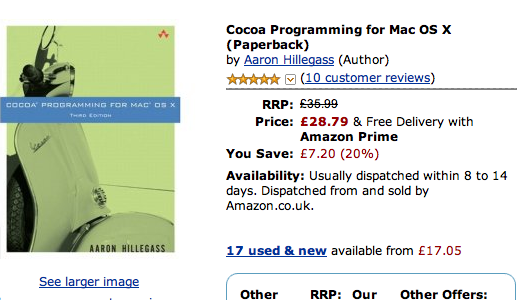 COCOA® PROGRAMMING FOR MAC® OS X
THIRD EDITION
AARON HILLEGASS
See larger image
Cocoa Programming for Mac OS X
(Paperback)
by Aaron Hillegass (Author)
(10 customer reviews)
RRP: £35.99
Price: £28.79 & Free Delivery with
Amazon Prime
You Save: £7.20 (20%)
Availability: Usually dispatched within 8 to 14
days. Dispatched from and sold by
Amazon.co.uk.
17 used & new available from £17.05
Other RRP: Our Other Offers: